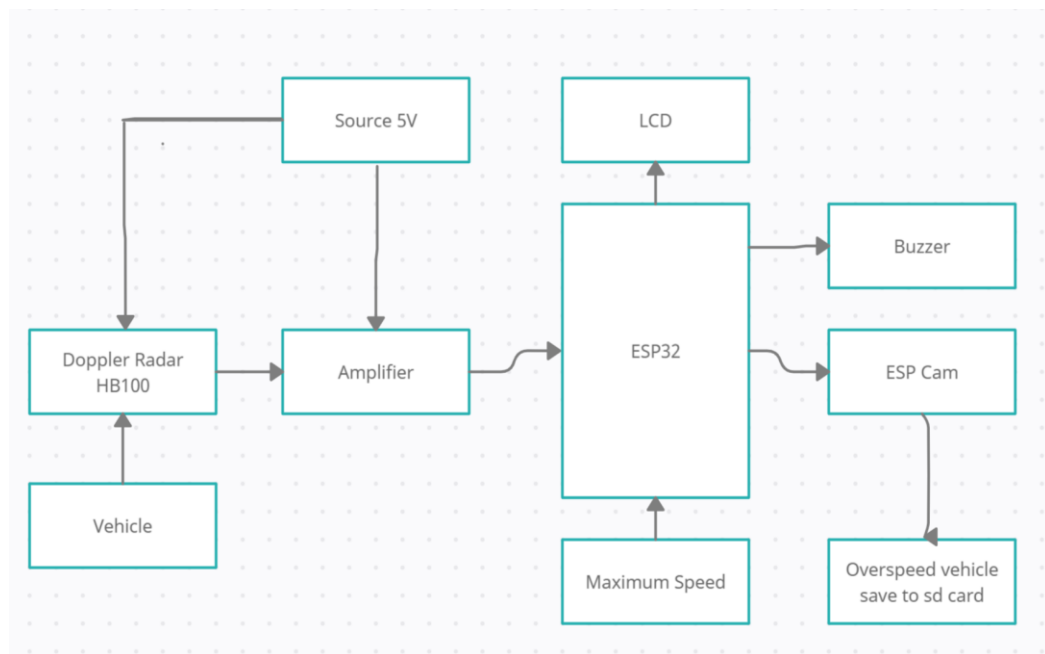 Source 5V
LCD
Buzzer
Doppler Radar
HB100
Amplifier
ESP32
ESP Cam
Vehicle
Maximum Speed
Overspeed vehicle
save to sd card